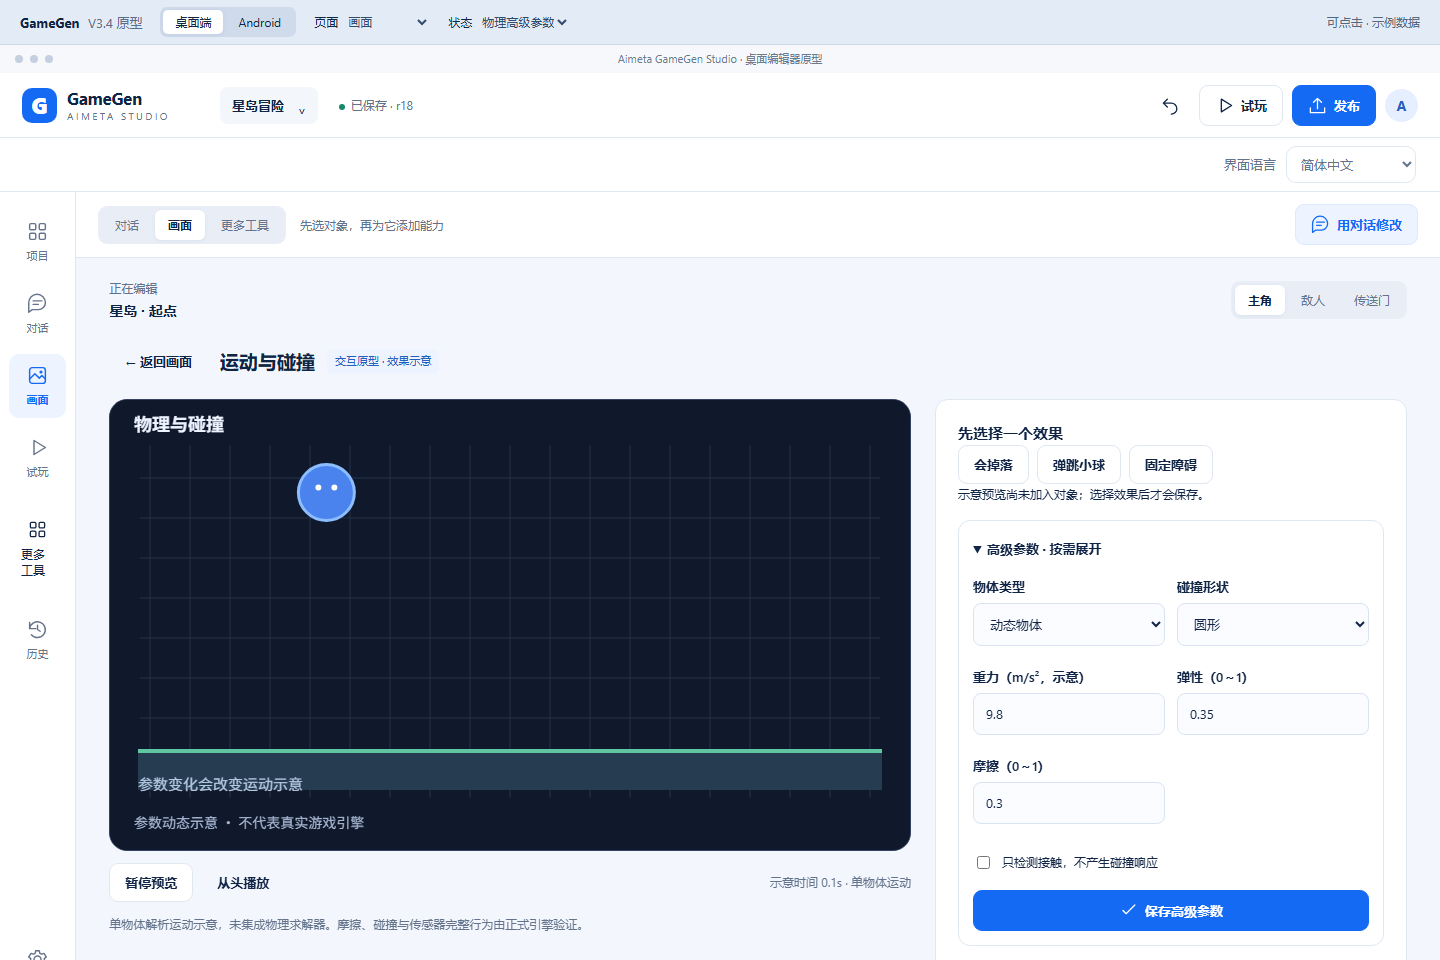 GameGen V3.4 原型 桌面端 Android 页面 画面 状态 物理高级参数 可点击 · 示例数据
Aimeta GameGen Studio · 桌面编辑器原型
G GameGen
AIMETA STUDIO
星岛冒险 已保存 · r18 试玩 发布 A
界面语言 简体中文
项目
对话
画面
试玩
更多
工具
历史
对话 画面 更多工具 先选对象，再为它添加能力 用对话修改
正在编辑
星岛 · 起点
主角 敌人 传送门
← 返回画面 运动与碰撞 交互原型 · 效果示意
物理与碰撞
参数变化会改变运动示意
参数动态示意 • 不代表真实游戏引擎
暂停预览 从头播放 示意时间 0.1s · 单物体运动
单物体解析运动示意，未集成物理求解器。摩擦、碰撞与传感器完整行为由正式引擎验证。
先选择一个效果
会掉落 弹跳小球 固定障碍
示意预览尚未加入对象；选择效果后才会保存。
▼ 高级参数 · 按需展开
物体类型 碰撞形状
动态物体 圆形
重力（m/s²，示意） 弹性（0～1）
9.8 0.35
摩擦（0～1）
0.3
只检测接触，不产生碰撞响应
保存高级参数